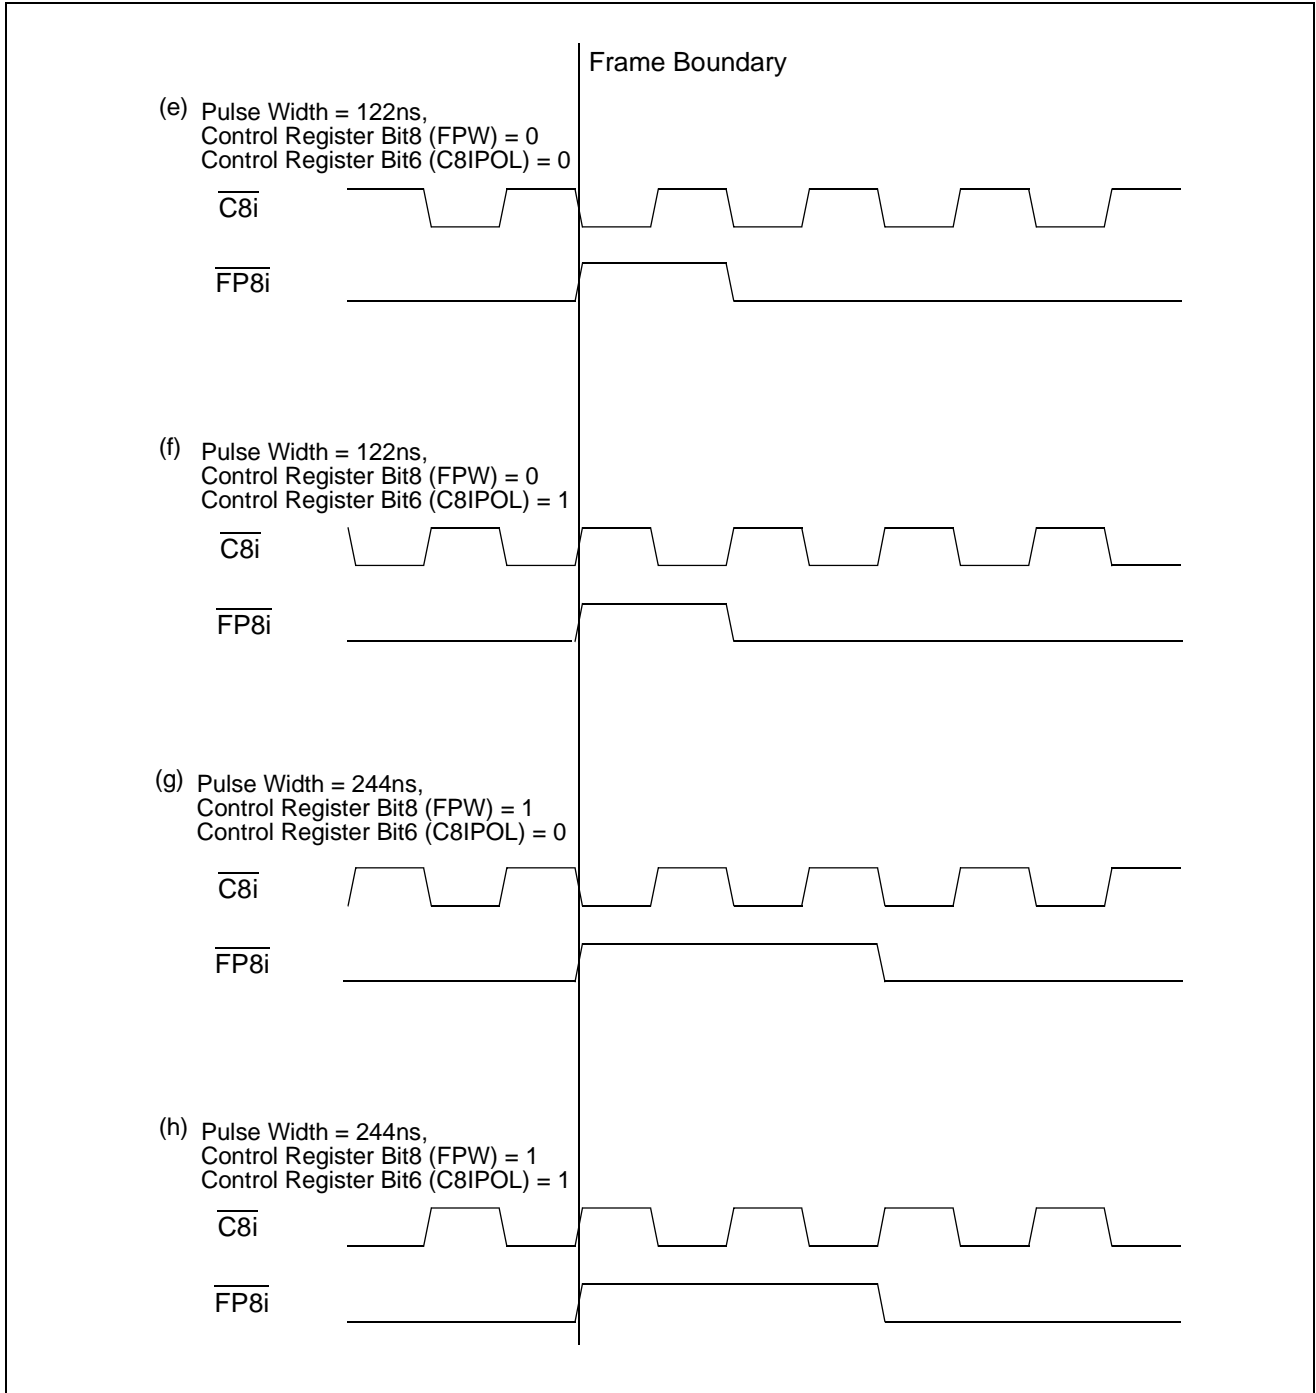 Frame Boundary
(e) Pulse Width = 122ns,
Control Register Bit8 (FPW) = 0
Control Register Bit6 (C8IPOL) = 0
C8i
FP8i
(f) Pulse Width = 122ns,
Control Register Bit8 (FPW) = 0
Control Register Bit6 (C8IPOL) = 1
C8i
FP8i
(g) Pulse Width = 244ns,
Control Register Bit8 (FPW) = 1
Control Register Bit6 (C8IPOL) = 0
C8i
FP8i
(h) Pulse Width = 244ns,
Control Register Bit8 (FPW) = 1
Control Register Bit6 (C8IPOL) = 1
C8i
FP8i